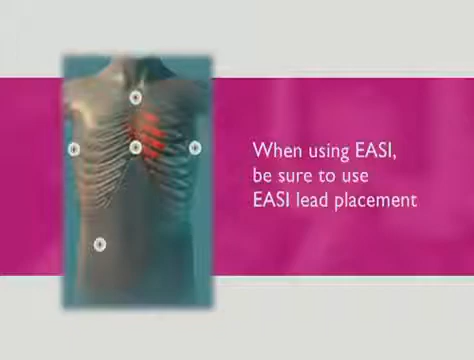 When using EASI,
be sure to use
EASI lead placement